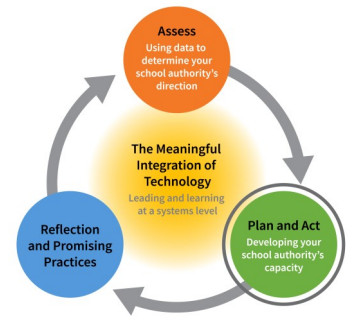 Assess
Using data to
determine your
school authority's
direction
The Meaningful
Integration of
Technology
Leading and learning
at a systems level
Plan and Act
Developing your
school authority's
capacity
Reflection
and Promising
Practices